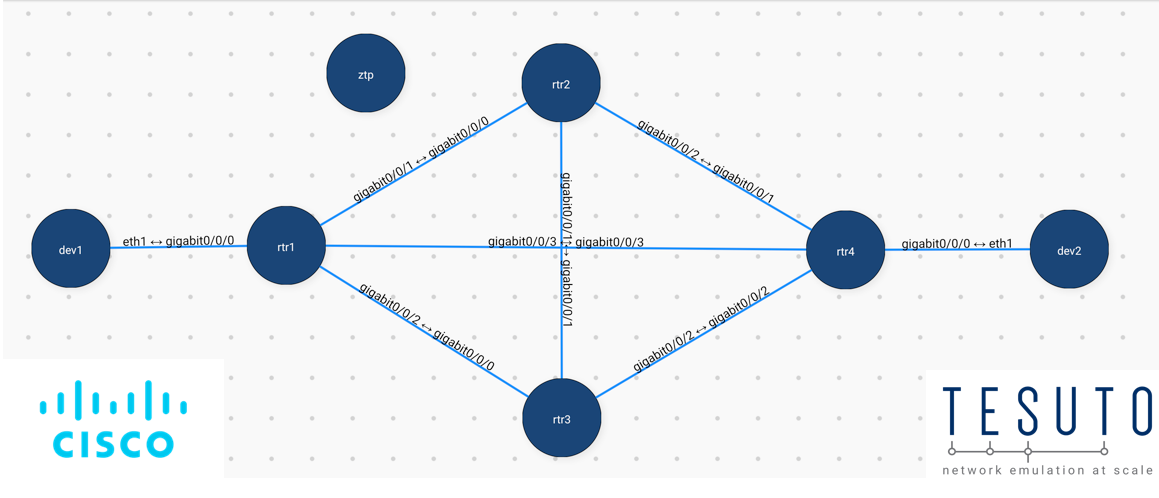 ztp
rtr2
gigabit0/0/1 ↔ gigabit0/0/0
gigabit0/0/2 ↔ gigabit0/0/1
gigabit0/0/1 ↔ gigabit0/0/1
dev1
eth1 ↔ gigabit0/0/0
rtr1
gigabit0/0/3 ↔ gigabit0/0/3
rtr4
gigabit0/0/0 ↔ eth1
dev2
gigabit0/0/2 ↔ gigabit0/0/0
gigabit0/0/2 ↔ gigabit0/0/2
rtr3
CISCO
TESUTO
network emulation at scale